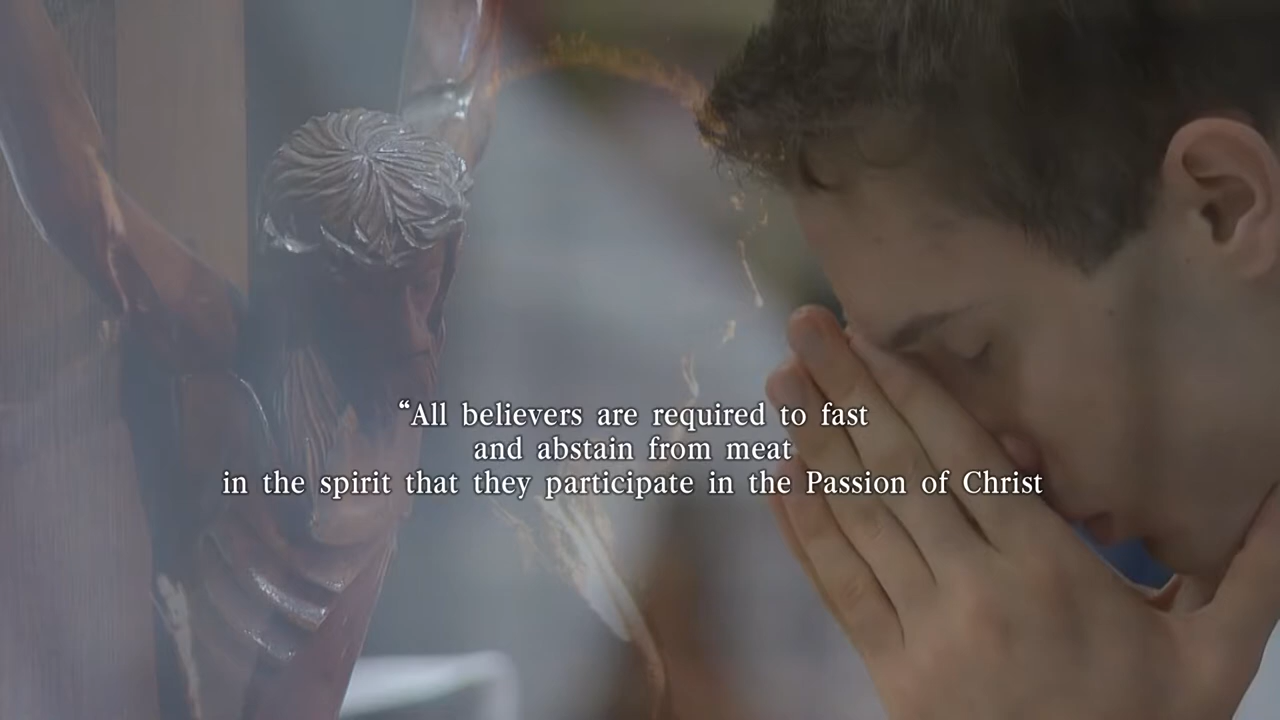 “All believers are required to fast
and abstain from meat
in the spirit that they participate in the Passion of Christ